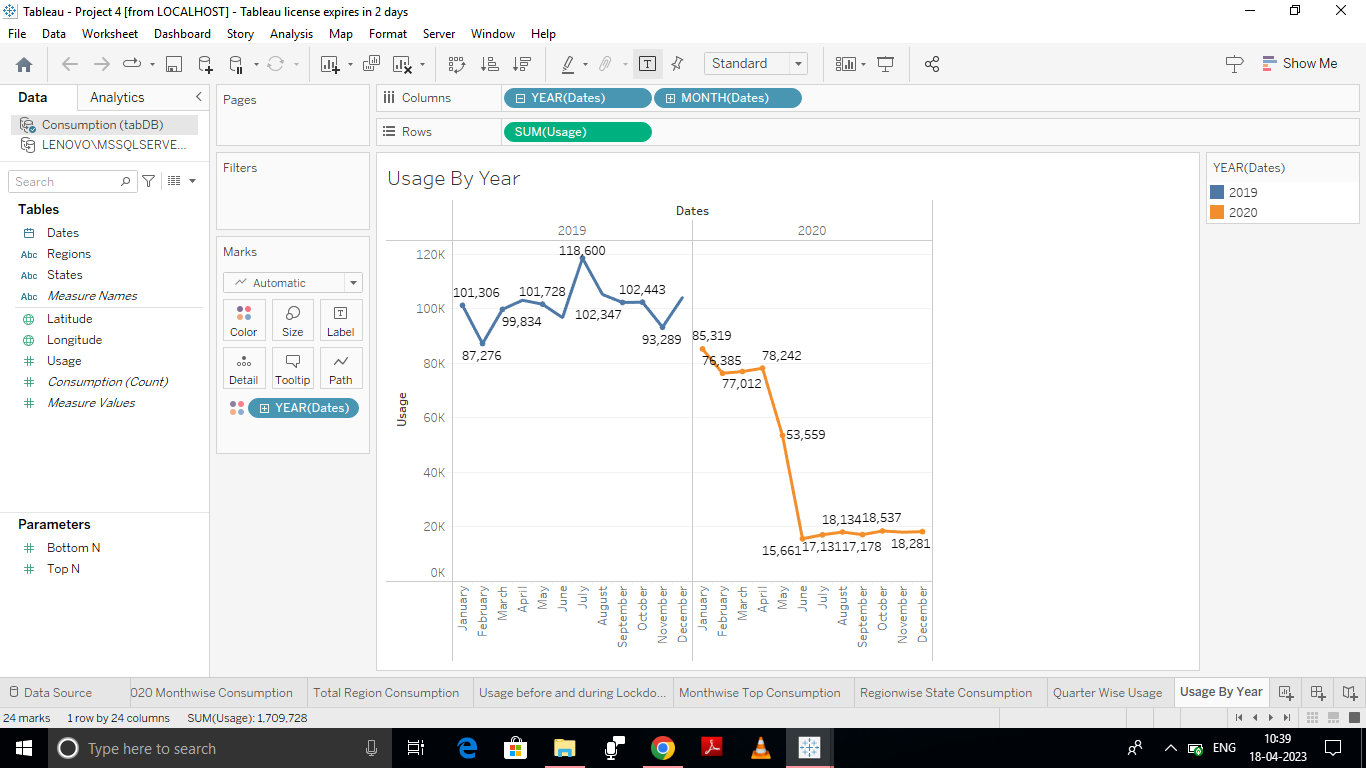 Tableau - Project 4 [from LOCALHOST] - Tableau license expires in 2 days
File Data Worksheet Dashboard Story Analysis Map Format Server Window Help
Standard
Show Me
Data Analytics
Consumption (tabDB)
LENOVO\MSSQLSERVE...
Search
Tables
Dates
Abc Regions
Abc States
Abc Measure Names
Latitude
Longitude
Usage
Consumption (Count)
Measure Values
Parameters
Bottom N
Top N
Pages
Filters
Marks
Automatic
Color Size Label
Detail Tooltip Path
YEAR(Dates)
Columns YEAR(Dates) MONTH(Dates)
Rows SUM(Usage)
Usage By Year
Dates
2019 2020
Usage
120K
100K
80K
60K
40K
20K
0K
118,600
101,306 101,728 102,443
99,834 102,347
87,276 93,289
85,319
76,385 78,242
77,012
53,559
18,134 18,537
15,661 17,131 17,178 18,281
January February March April May June July August September October November December
January February March April May June July August September October November December
YEAR(Dates)
2019
2020
Data Source 020 Monthwise Consumption Total Region Consumption Usage before and during Lockdo... Monthwise Top Consumption Regionwise State Consumption Quarter Wise Usage Usage By Year
24 marks 1 row by 24 columns SUM(Usage): 1,709,728
Type here to search
ENG
10:39
18-04-2023